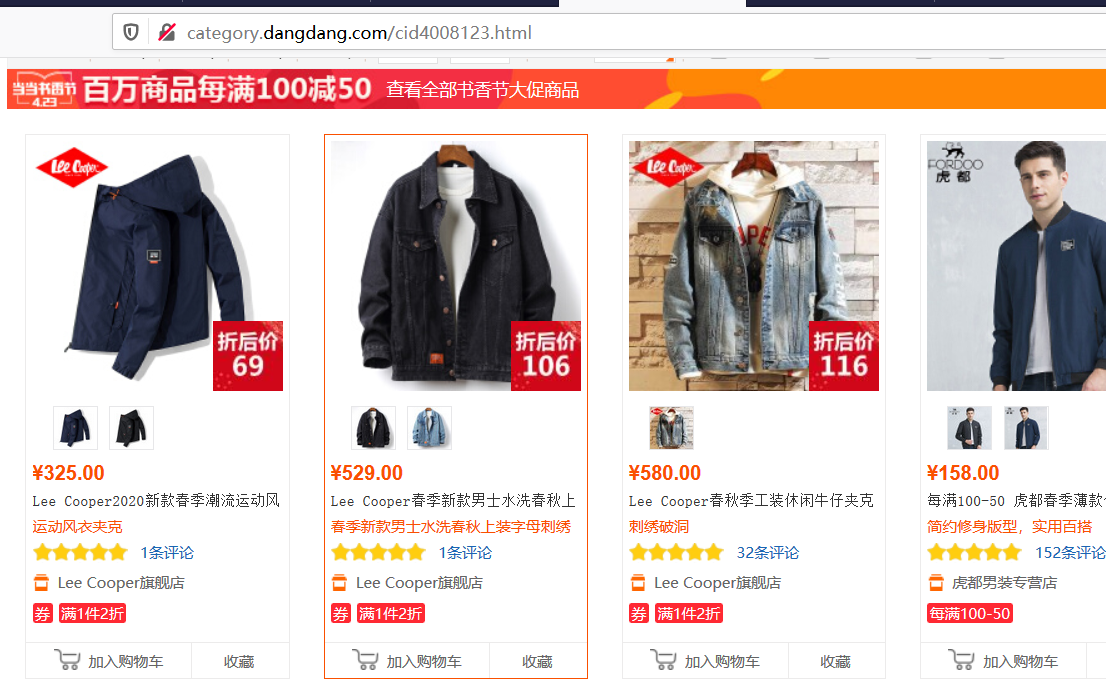 category.dangdang.com/cid4008123.html
当当书香节
4.23
百万商品每满100减50
查看全部书香节大促商品
Lee Cooper
折后价
69
¥325.00
Lee Cooper2020新款春季潮流运动风
运动风衣夹克
1条评论
Lee Cooper旗舰店
券 满1件2折
加入购物车
收藏
折后价
106
¥529.00
Lee Cooper春季新款男士水洗春秋上
春季新款男士水洗春秋上装字母刺绣
1条评论
Lee Cooper旗舰店
券 满1件2折
加入购物车
收藏
Lee Cooper
折后价
116
¥580.00
Lee Cooper春秋季工装休闲牛仔夹克
刺绣破洞
32条评论
Lee Cooper旗舰店
券 满1件2折
加入购物车
收藏
FORDOO
虎都
¥158.00
每满100-50 虎都春季薄款
简约修身版型，实用百搭
152条评论
虎都男装专营店
每满100-50
加入购物车